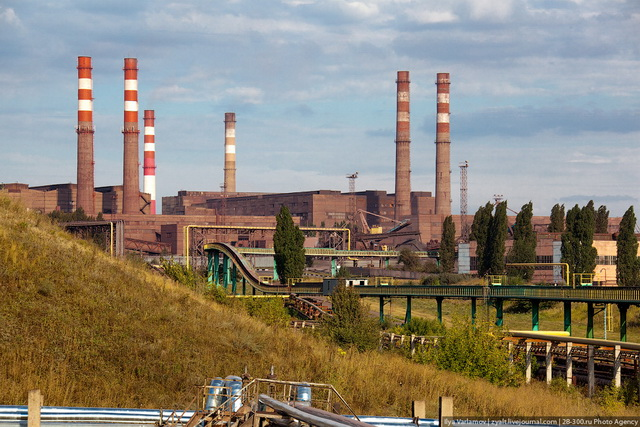 Ilya Varlamov | zyalt@livejournal.com | © 28-300.ru Photo Agency